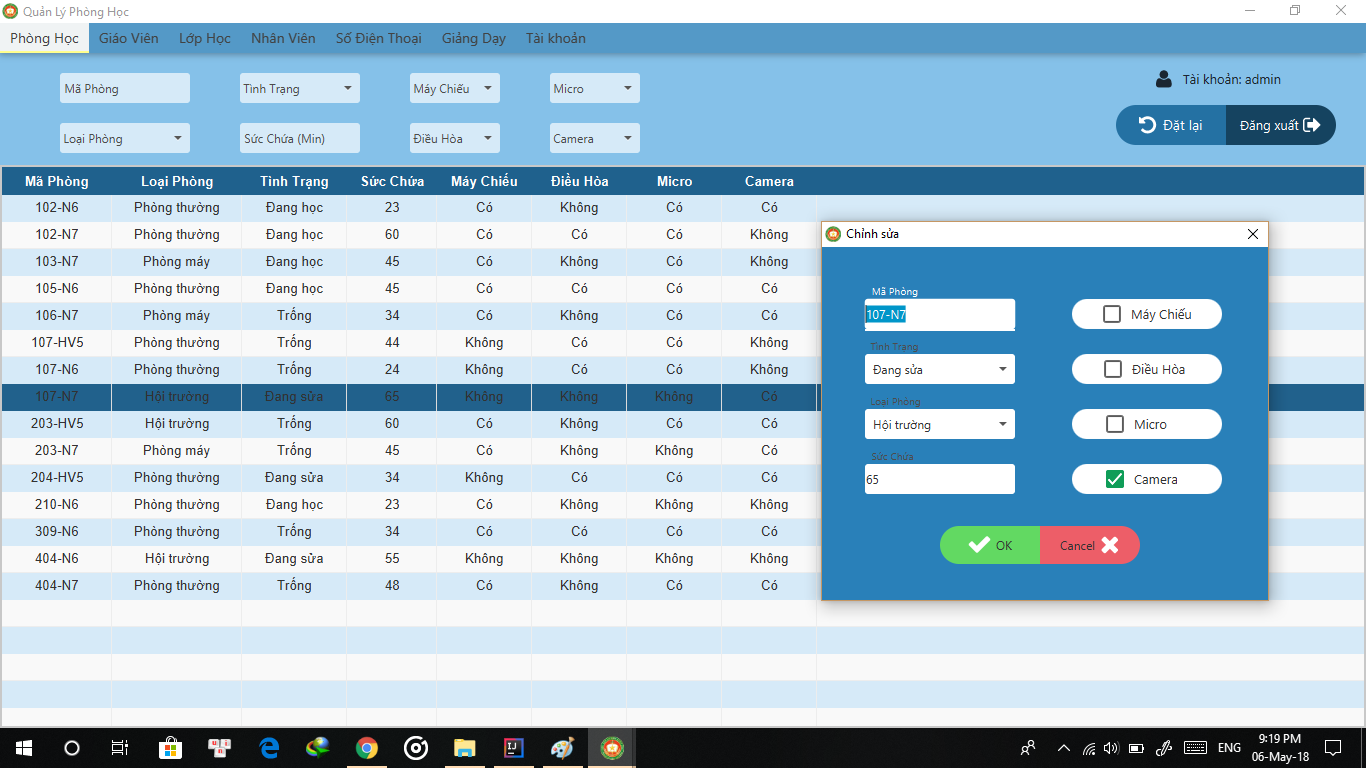 Quản Lý Phòng Học
Phòng Học Giáo Viên Lớp Học Nhân Viên Số Điện Thoại Giảng Dạy Tài khoản
Mã Phòng Tình Trạng Máy Chiếu Micro Tài khoản: admin
Loại Phòng Sức Chứa (Min) Điều Hòa Camera Đặt lại Đăng xuất
Mã Phòng Loại Phòng Tình Trạng Sức Chứa Máy Chiếu Điều Hòa Micro Camera
102-N6 Phòng thường Đang học 23 Có Không Có Có
102-N7 Phòng thường Đang học 60 Có Có Có Không
103-N7 Phòng máy Đang học 45 Có Không Có Không
105-N6 Phòng thường Đang học 45 Có Có Có Có
106-N7 Phòng máy Trống 34 Có Không Có Có
107-HV5 Phòng thường Trống 44 Không Có Có Không
107-N6 Phòng thường Trống 24 Không Có Có Không
107-N7 Hội trường Đang sửa 65 Không Không Không Có
203-HV5 Hội trường Trống 60 Có Không Có Có
203-N7 Phòng máy Trống 45 Có Không Không Có
204-HV5 Phòng thường Đang sửa 34 Không Có Có Có
210-N6 Phòng thường Đang học 23 Có Không Không Không
309-N6 Phòng thường Trống 34 Có Có Có Có
404-N6 Hội trường Đang sửa 55 Không Không Không Không
404-N7 Phòng thường Trống 48 Có Không Có Có
Chỉnh sửa
Mã Phòng
107-N7 Máy Chiếu
Tình Trạng
Đang sửa Điều Hòa
Loại Phòng
Hội trường Micro
Sức Chứa
65 Camera
OK Cancel
ENG 9:19 PM
06-May-18